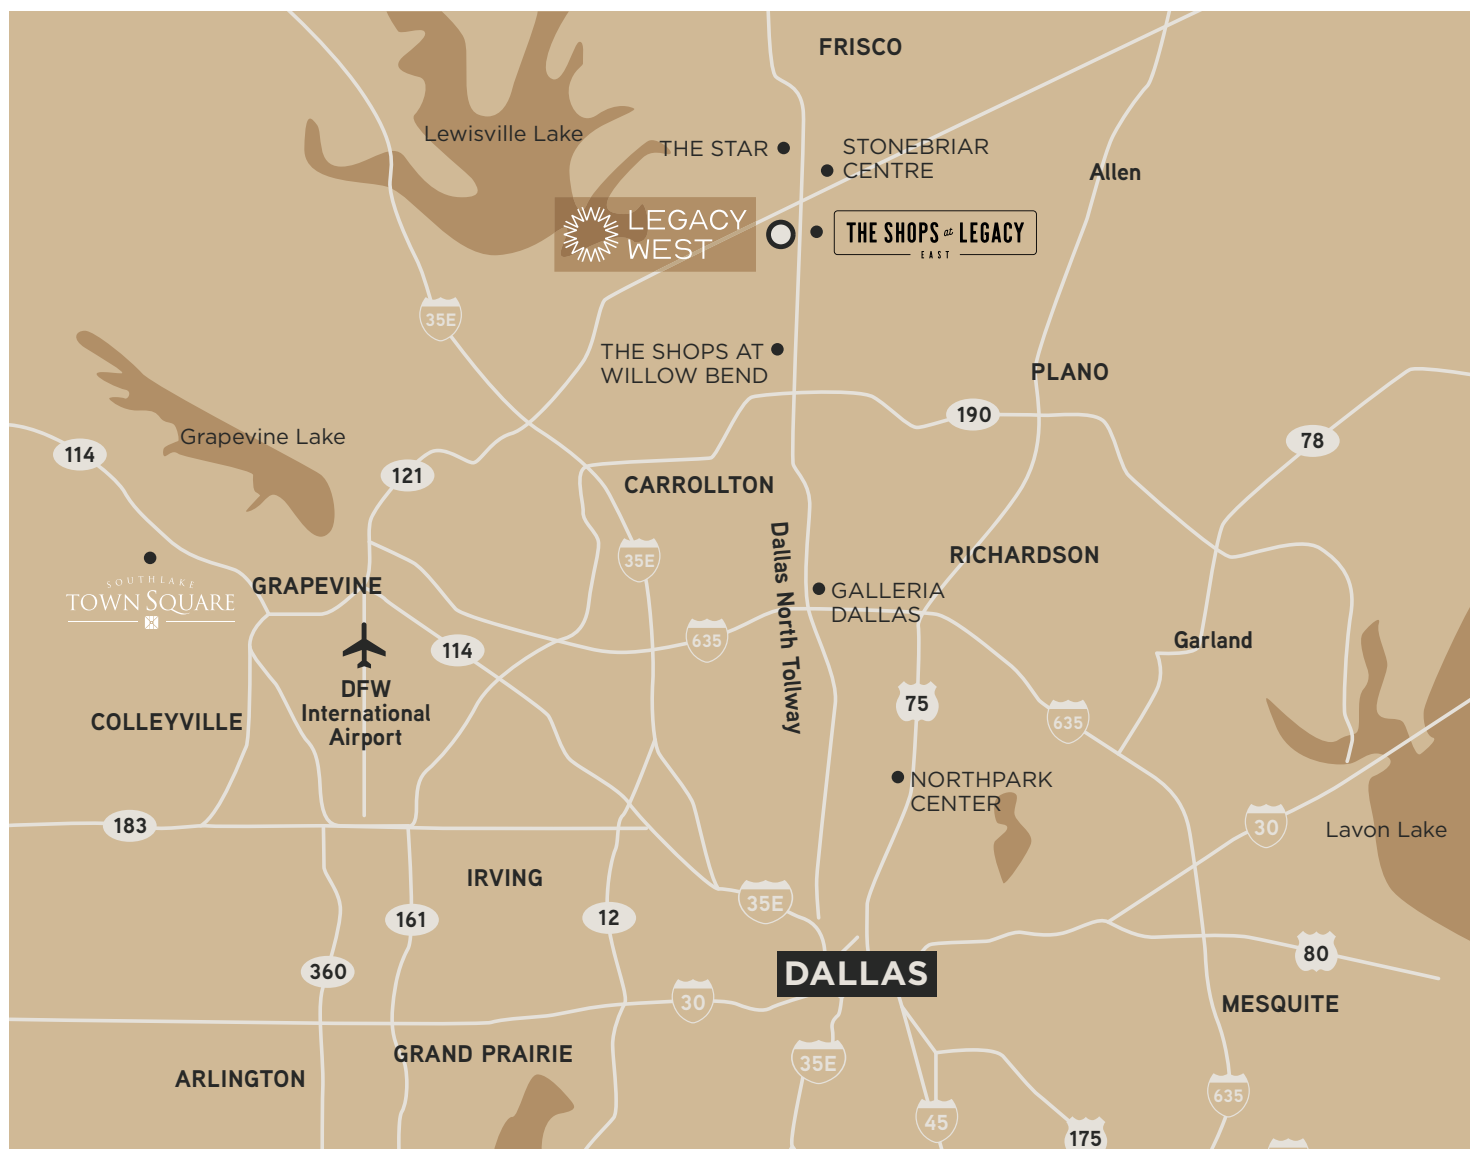 FRISCO
Lewisville Lake
THE STAR
STONEBRIAR
CENTRE
Allen
LEGACY
WEST
THE SHOPS at LEGACY
EAST
35E
THE SHOPS AT
WILLOW BEND
PLANO
190
78
Grapevine Lake
114
121
CARROLLTON
Dallas North Tollway
35E
RICHARDSON
SOUTHLAKE
TOWN SQUARE
GRAPEVINE
GALLERIA
DALLAS
635
114
Garland
DFW
International
Airport
COLLEYVILLE
75
635
NORTHPARK
CENTER
183
30
Lavon Lake
IRVING
35E
161
12
360
DALLAS
80
30
MESQUITE
GRAND PRAIRIE
35E
ARLINGTON
635
45
175